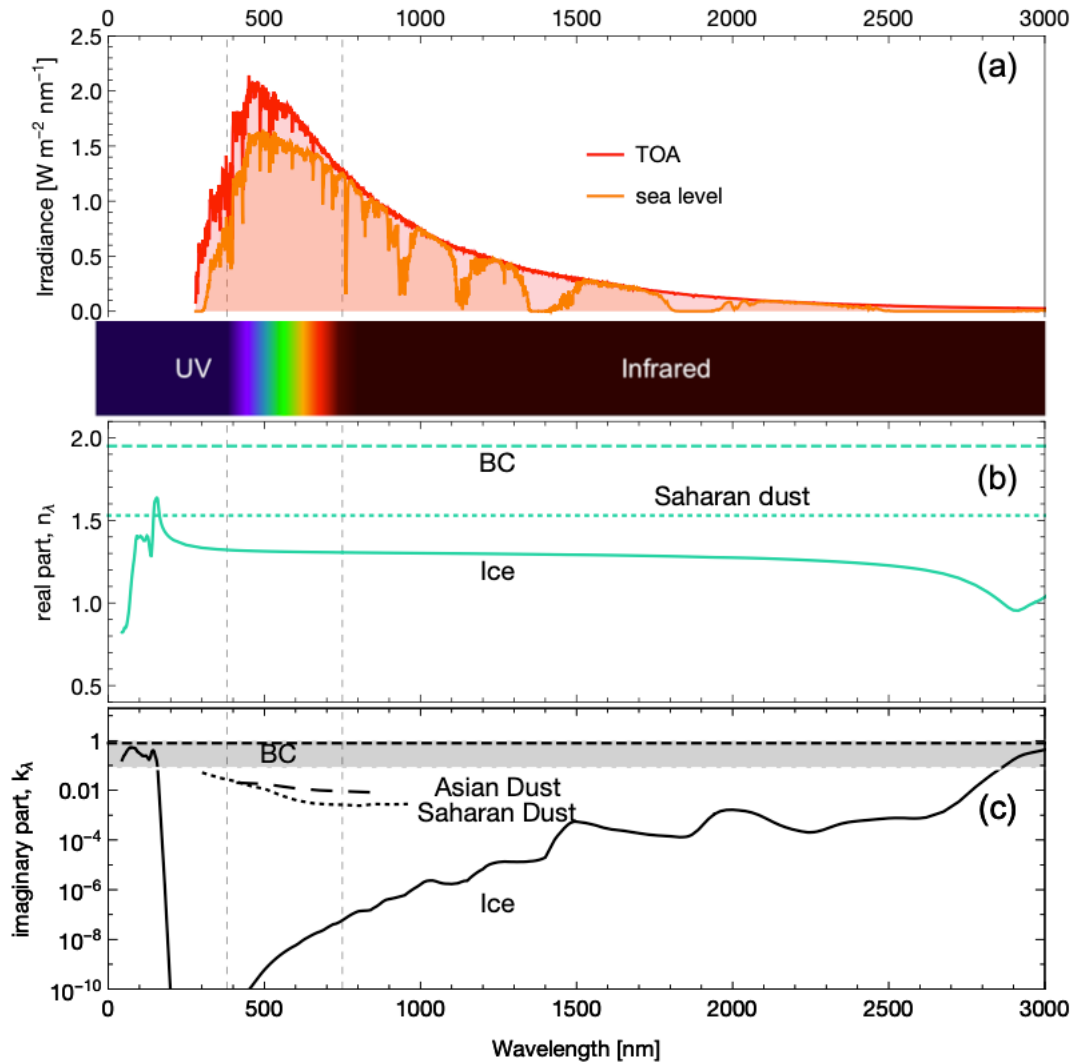 0 500 1000 1500 2000 2500 3000
2.5
2.0
1.5
1.0
0.5
0.0
Irradiance [W m⁻² nm⁻¹]
(a)
TOA
sea level
UV
Infrared
2.0
1.5
1.0
0.5
real part, nλ
BC
(b)
Saharan dust
Ice
1
0.01
10⁻⁴
10⁻⁶
10⁻⁸
10⁻¹⁰
imaginary part, kλ
BC
Asian Dust
Saharan Dust
(c)
Ice
0 500 1000 1500 2000 2500 3000
Wavelength [nm]